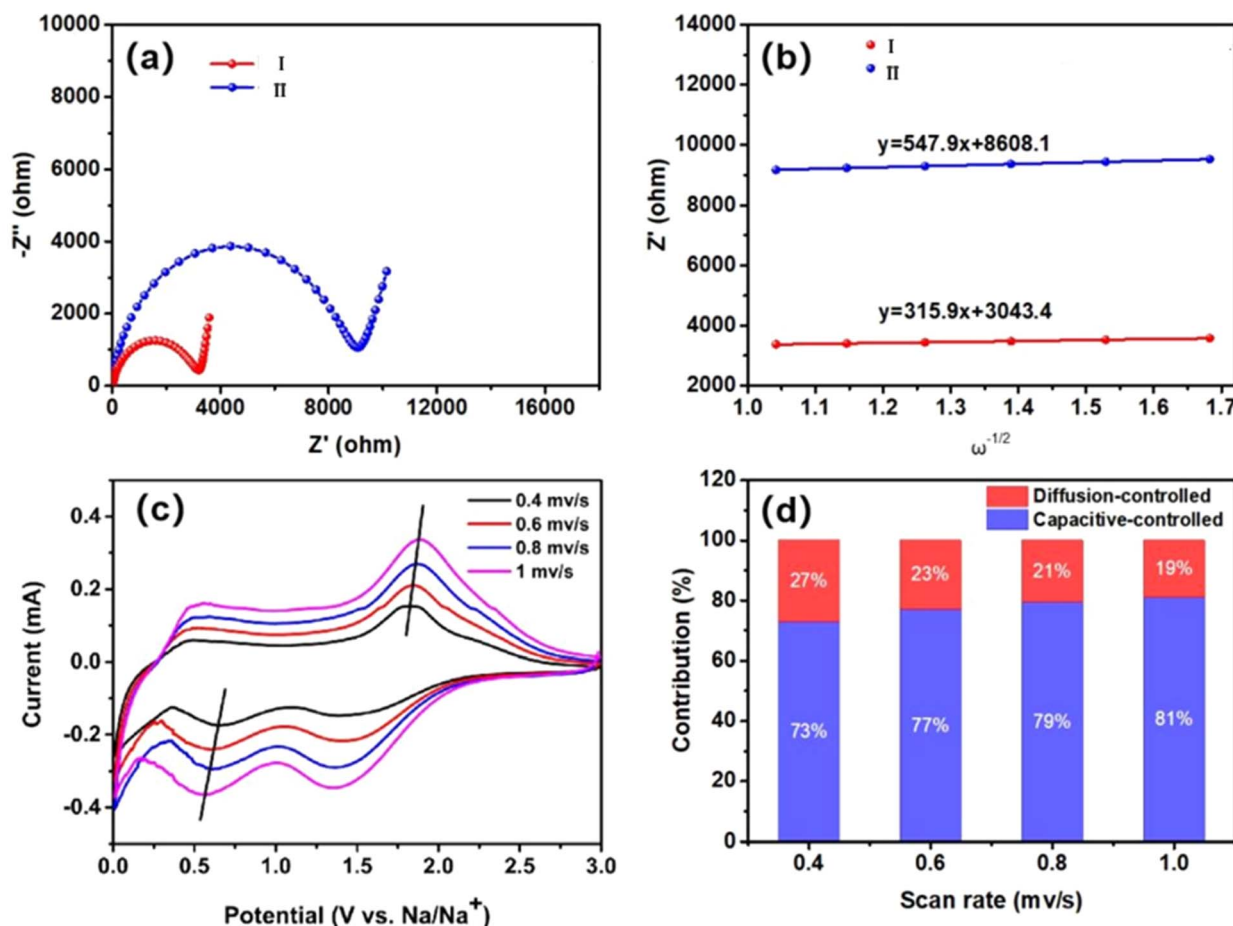 (a)
I
II
10000
8000
6000
4000
2000
0
-Z'' (ohm)
0
4000
8000
12000
16000
Z' (ohm)
(b)
I
II
14000
12000
10000
8000
6000
4000
2000
Z' (ohm)
y=547.9x+8608.1
y=315.9x+3043.4
1.0
1.1
1.2
1.3
1.4
1.5
1.6
1.7
ω-1/2
(c)
0.4 mv/s
0.6 mv/s
0.8 mv/s
1 mv/s
0.4
0.2
0.0
-0.2
-0.4
Current (mA)
0.0
0.5
1.0
1.5
2.0
2.5
3.0
Potential (V vs. Na/Na+)
(d)
Diffusion-controlled
Capacitive-controlled
120
100
80
60
40
20
0
Contribution (%)
27%
23%
21%
19%
73%
77%
79%
81%
0.4
0.6
0.8
1.0
Scan rate (mv/s)